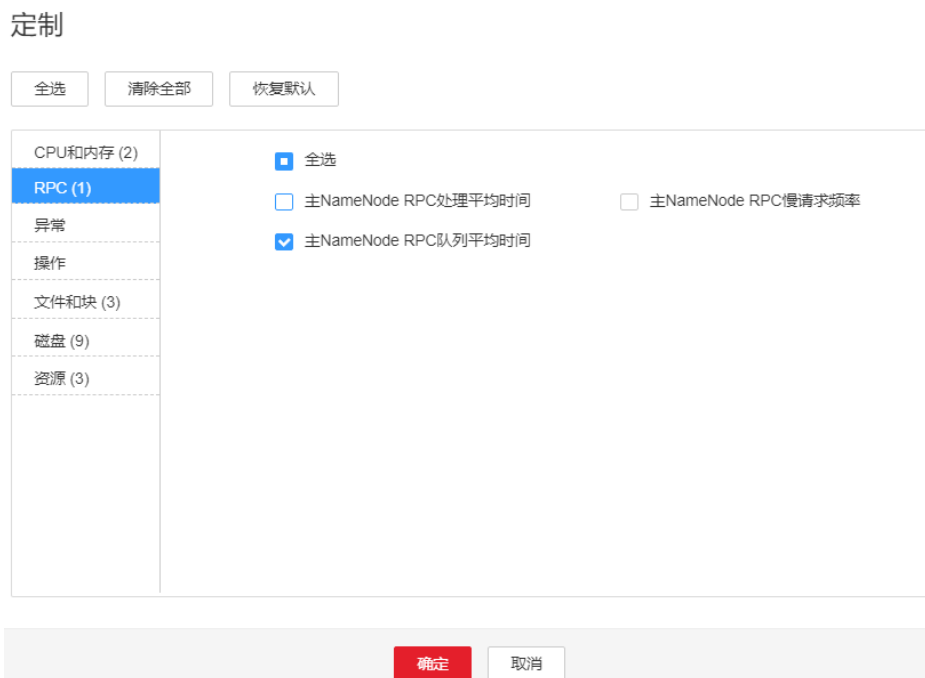 定制
全选 清除全部 恢复默认
CPU和内存 (2)
RPC (1)
异常
操作
文件和块 (3)
磁盘 (9)
资源 (3)
全选
主NameNode RPC处理平均时间 主NameNode RPC慢请求频率
主NameNode RPC队列平均时间
确定 取消